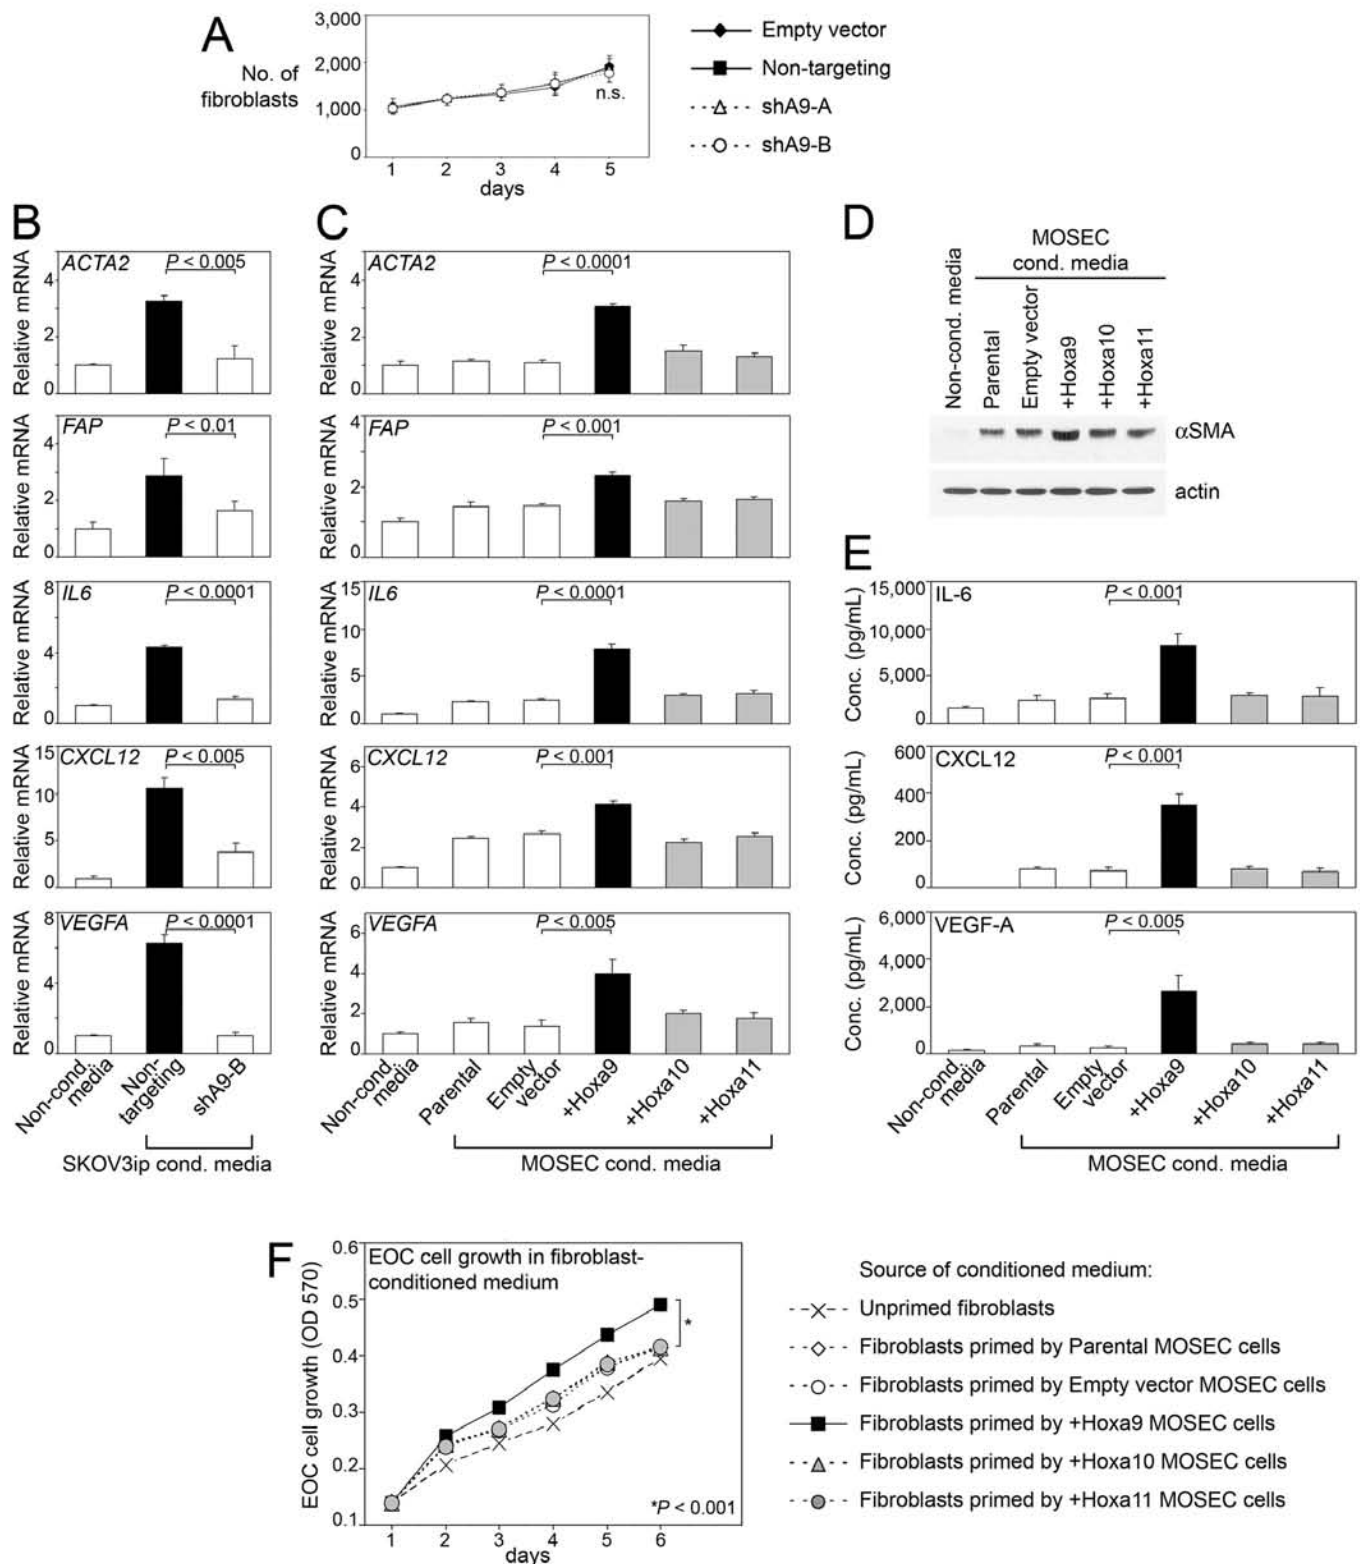 A
No. of
fibroblasts
3,000
2,000
1,000
0
n.s.
1 2 3 4 5
days
Empty vector
Non-targeting
shA9-A
shA9-B
B
Relative mRNA
4
2
0
ACTA2
P < 0.005
Relative mRNA
4
2
0
FAP
P < 0.01
Relative mRNA
8
4
0
IL6
P < 0.0001
Relative mRNA
15
10
5
0
CXCL12
P < 0.005
Relative mRNA
8
4
0
VEGFA
P < 0.0001
Non-cond. media
Non-targeting
shA9-B
SKOV3ip cond. media
C
Relative mRNA
4
2
0
ACTA2
P < 0.0001
Relative mRNA
4
2
0
FAP
P < 0.001
Relative mRNA
15
10
5
0
IL6
P < 0.0001
Relative mRNA
6
4
2
0
CXCL12
P < 0.001
Relative mRNA
6
4
2
0
VEGFA
P < 0.005
Non-cond. media
Parental
Empty vector
+Hoxa9
+Hoxa10
+Hoxa11
MOSEC cond. media
D
MOSEC
cond. media
Non-cond. media
Parental
Empty vector
+Hoxa9
+Hoxa10
+Hoxa11
αSMA
actin
E
Conc. (pg/mL)
15,000
10,000
5,000
0
IL-6
P < 0.001
Conc. (pg/mL)
600
400
200
0
CXCL12
P < 0.001
Conc. (pg/mL)
6,000
4,000
2,000
0
VEGF-A
P < 0.005
Non-cond. media
Parental
Empty vector
+Hoxa9
+Hoxa10
+Hoxa11
MOSEC cond. media
F
EOC cell growth (OD 570)
0.6
0.5
0.4
0.3
0.2
0.1
EOC cell growth in fibroblast-
conditioned medium
*
*P < 0.001
1 2 3 4 5 6
days
Source of conditioned medium:
Unprimed fibroblasts
Fibroblasts primed by Parental MOSEC cells
Fibroblasts primed by Empty vector MOSEC cells
Fibroblasts primed by +Hoxa9 MOSEC cells
Fibroblasts primed by +Hoxa10 MOSEC cells
Fibroblasts primed by +Hoxa11 MOSEC cells